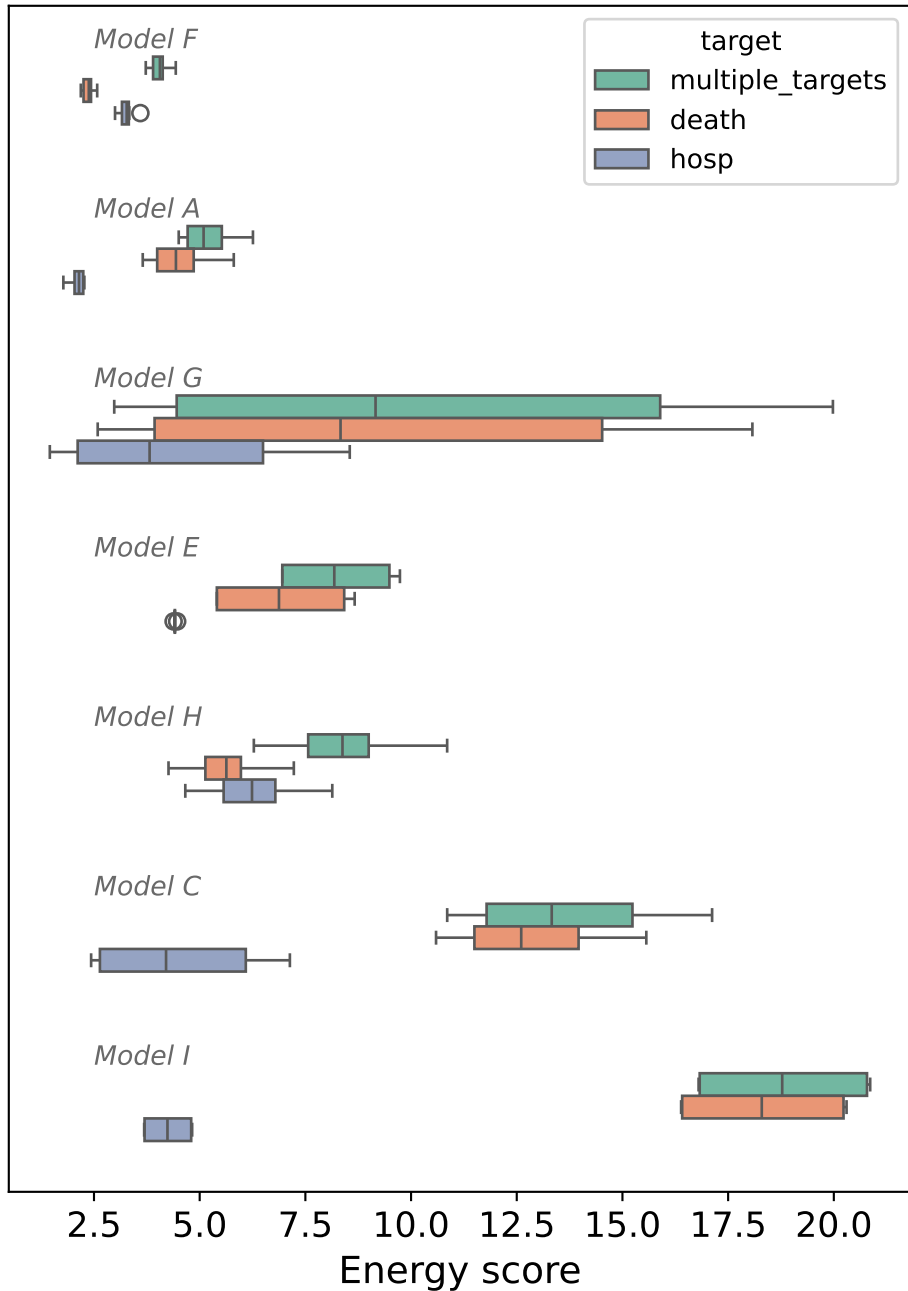 Model F
target
multiple_targets
death
hosp
Model A
Model G
Model E
Model H
Model C
Model I
2.5 5.0 7.5 10.0 12.5 15.0 17.5 20.0
Energy score